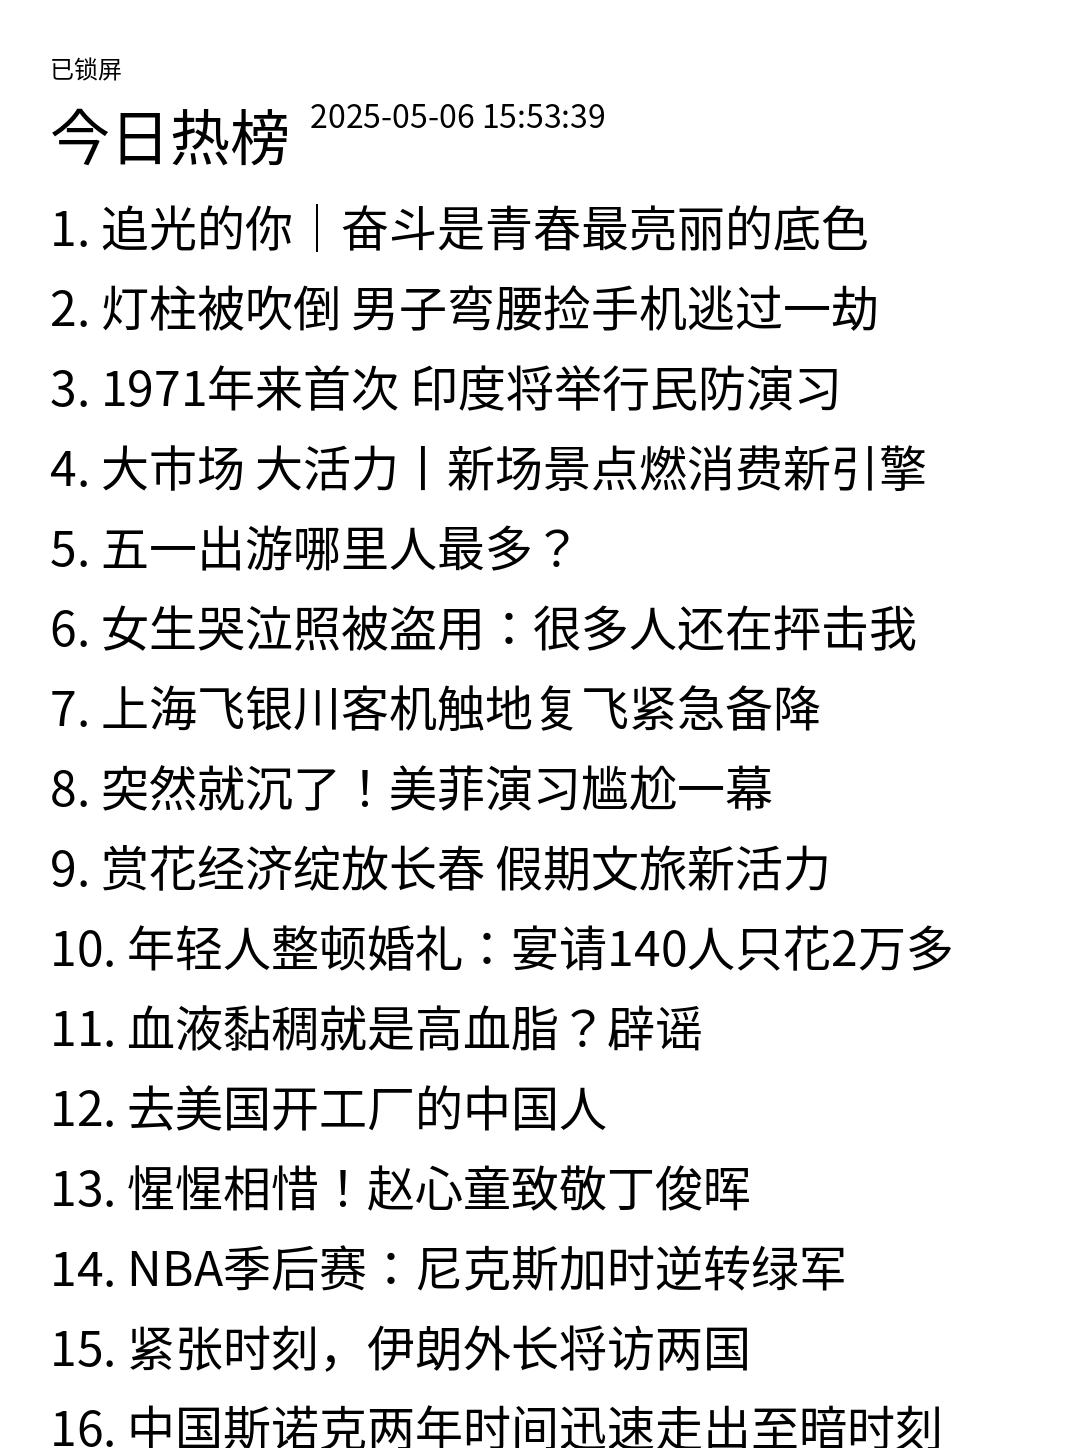 已锁屏
今日热榜 2025-05-06 15:53:39
1. 追光的你｜奋斗是青春最亮丽的底色
2. 灯柱被吹倒 男子弯腰捡手机逃过一劫
3. 1971年来首次 印度将举行民防演习
4. 大市场 大活力丨新场景点燃消费新引擎
5. 五一出游哪里人最多？
6. 女生哭泣照被盗用：很多人还在抨击我
7. 上海飞银川客机触地复飞紧急备降
8. 突然就沉了！美菲演习尴尬一幕
9. 赏花经济绽放长春 假期文旅新活力
10. 年轻人整顿婚礼：宴请140人只花2万多
11. 血液黏稠就是高血脂？辟谣
12. 去美国开工厂的中国人
13. 惺惺相惜！赵心童致敬丁俊晖
14. NBA季后赛：尼克斯加时逆转绿军
15. 紧张时刻，伊朗外长将访两国
16. 中国斯诺克两年时间迅速走出至暗时刻